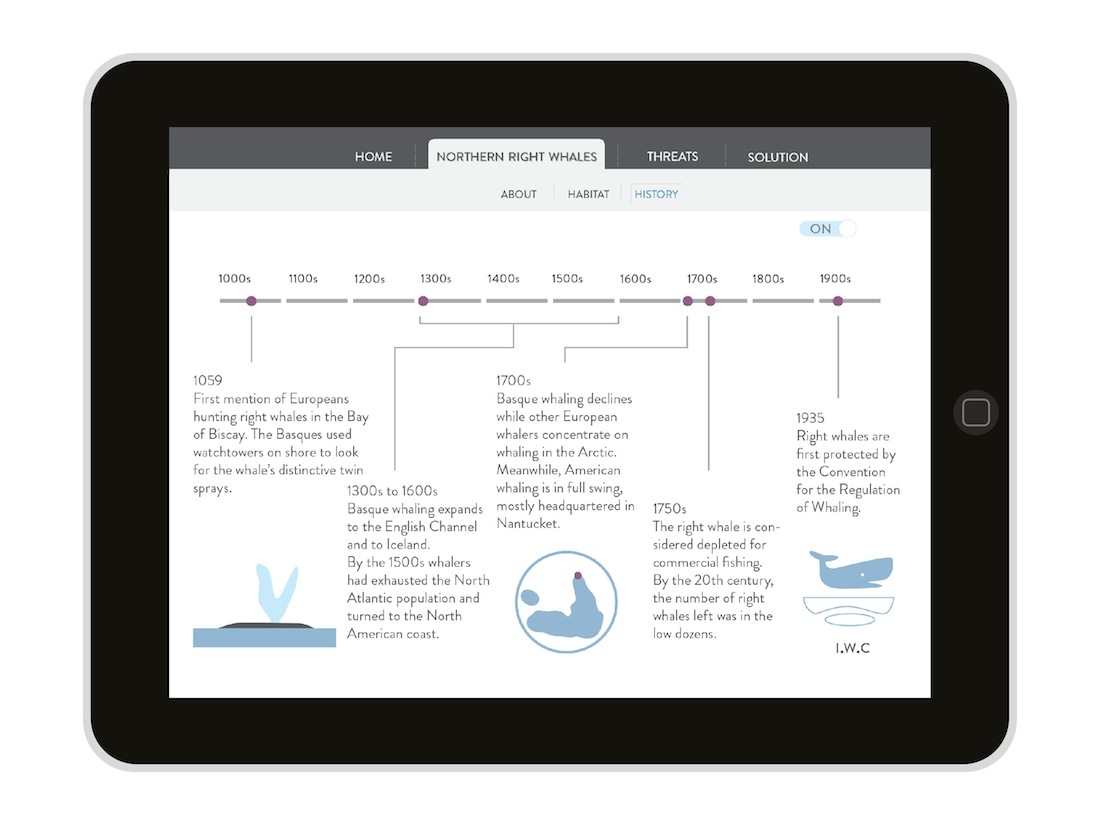 HOME
NORTHERN RIGHT WHALES
THREATS
SOLUTION
ABOUT
HABITAT
HISTORY
ON
1000s
1100s
1200s
1300s
1400s
1500s
1600s
1700s
1800s
1900s
1059
First mention of Europeans
hunting right whales in the Bay
of Biscay. The Basques used
watchtowers on shore to look
for the whale's distinctive twin
sprays.
1300s to 1600s
Basque whaling expands
to the English Channel
and to Iceland.
By the 1500s whalers
had exhausted the North
Atlantic population and
turned to the North
American coast.
1700s
Basque whaling declines
while other European
whalers concentrate on
whaling in the Arctic.
Meanwhile, American
whaling is in full swing,
mostly headquartered in
Nantucket.
1750s
The right whale is con-
sidered depleted for
commercial fishing.
By the 20th century,
the number of right
whales left was in the
low dozens.
1935
Right whales are
first protected by
the Convention
for the Regulation
of Whaling.
I.W.C